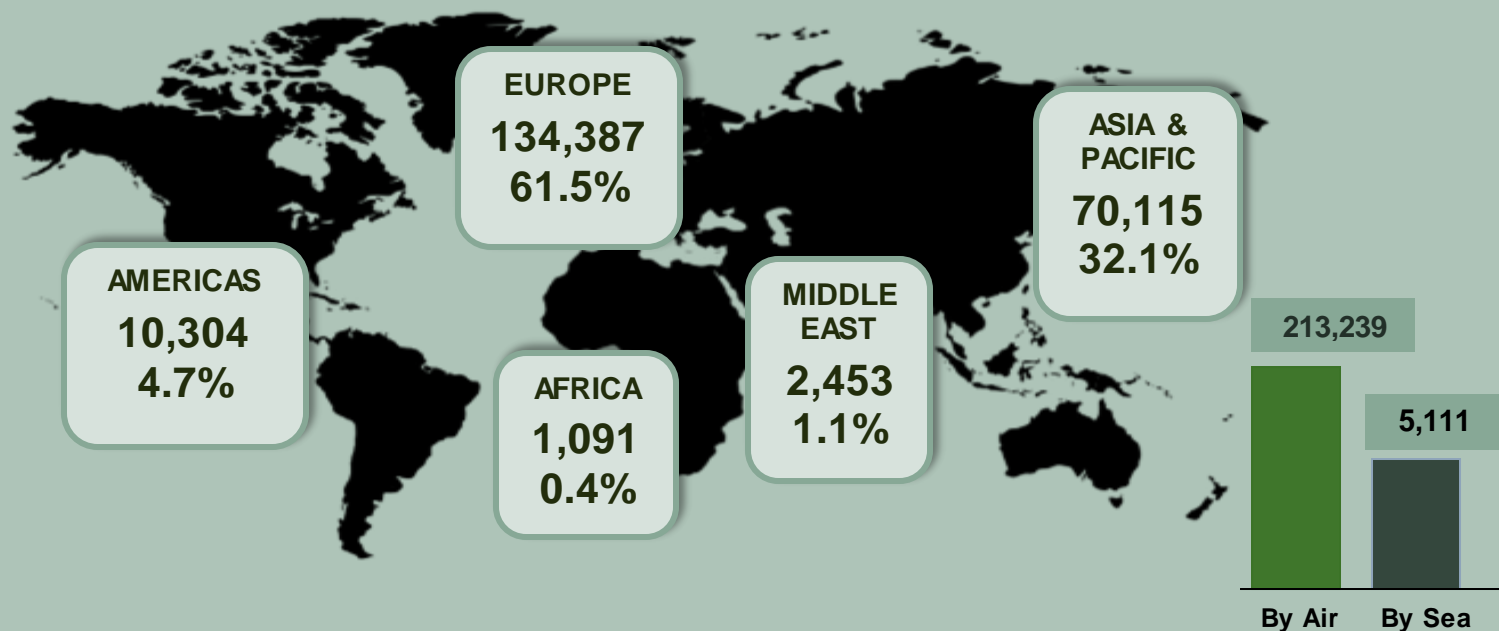 EUROPE
134,387
61.5%
ASIA &
PACIFIC
70,115
32.1%
AMERICAS
10,304
4.7%
MIDDLE
EAST
2,453
1.1%
AFRICA
1,091
0.4%
213,239
5,111
By Air
By Sea